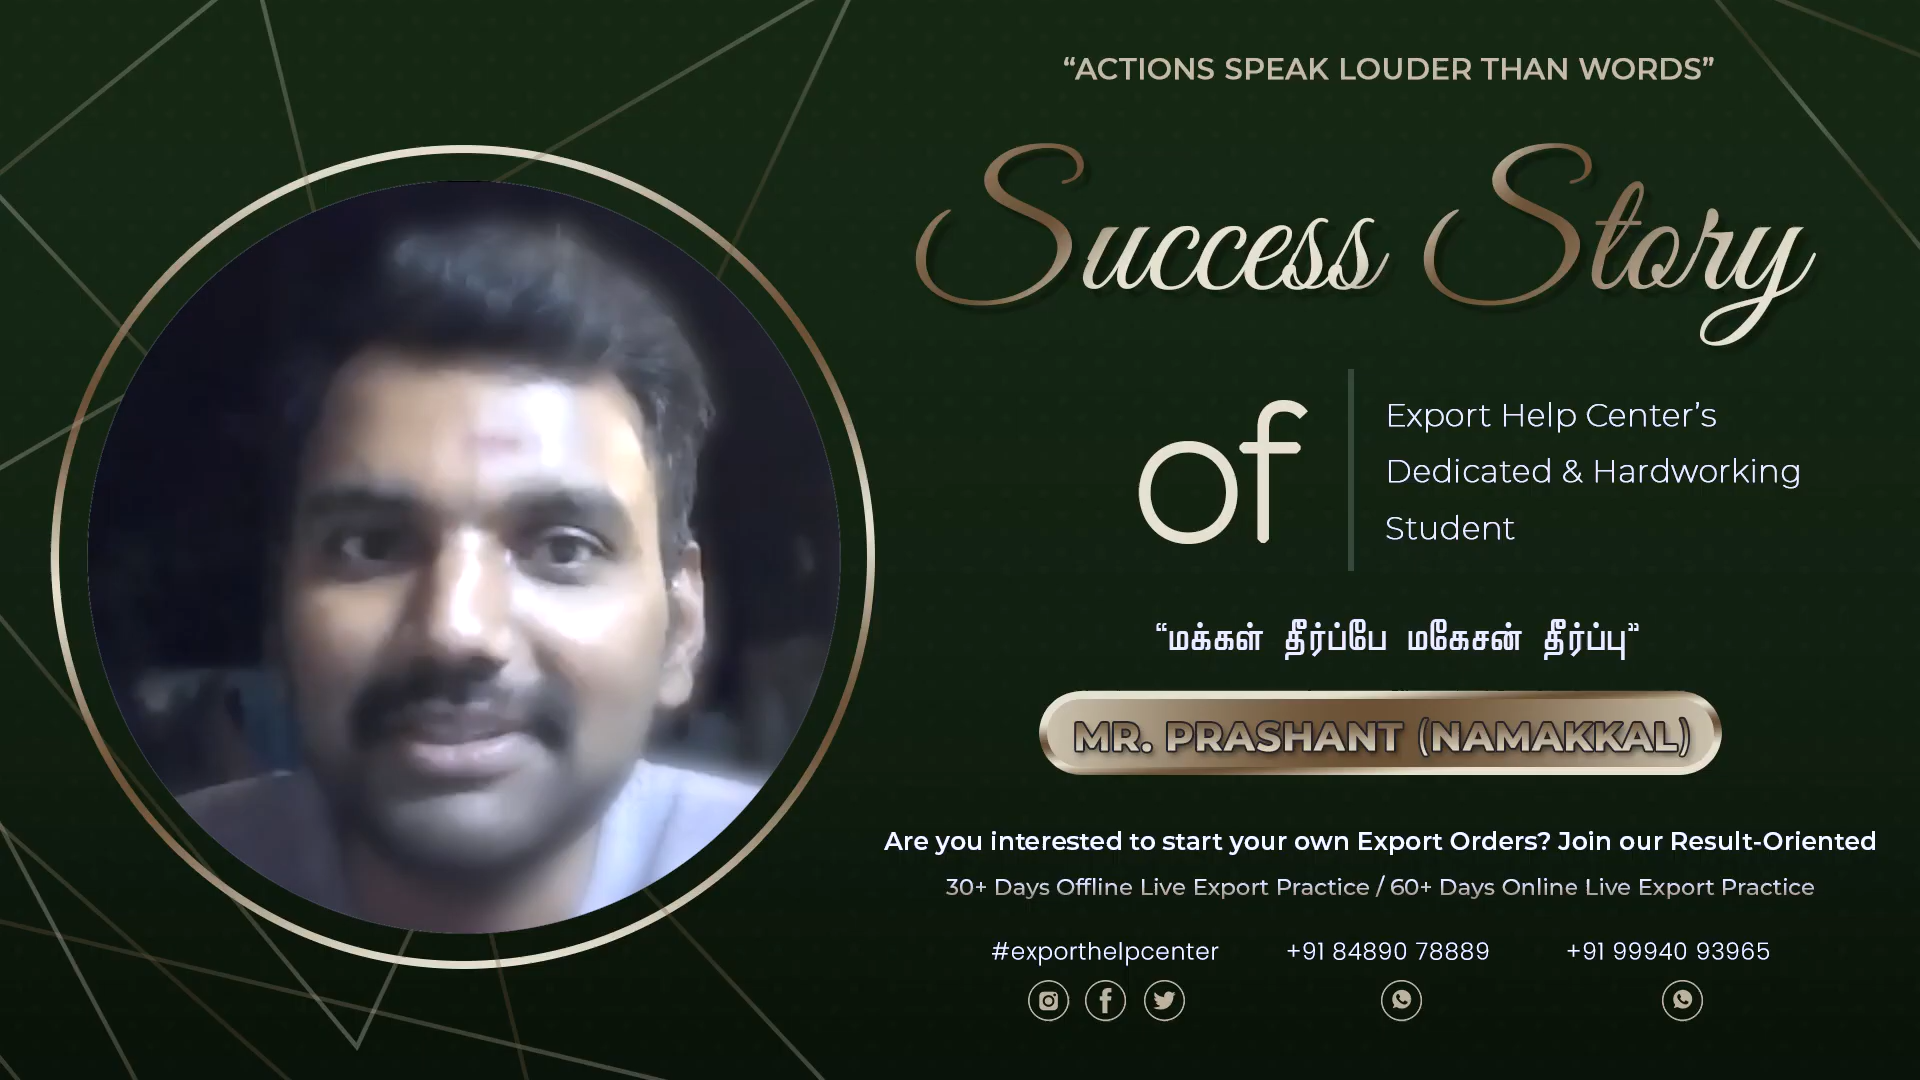 “ACTIONS SPEAK LOUDER THAN WORDS”
Success Story
of
Export Help Center’s
Dedicated & Hardworking
Student
“மக்கள் தீர்ப்பே மகேசன் தீர்ப்பு”
MR. PRASHANT (NAMAKKAL)
Are you interested to start your own Export Orders? Join our Result-Oriented
30+ Days Offline Live Export Practice / 60+ Days Online Live Export Practice
#exporthelpcenter +91 84890 78889 +91 99940 93965